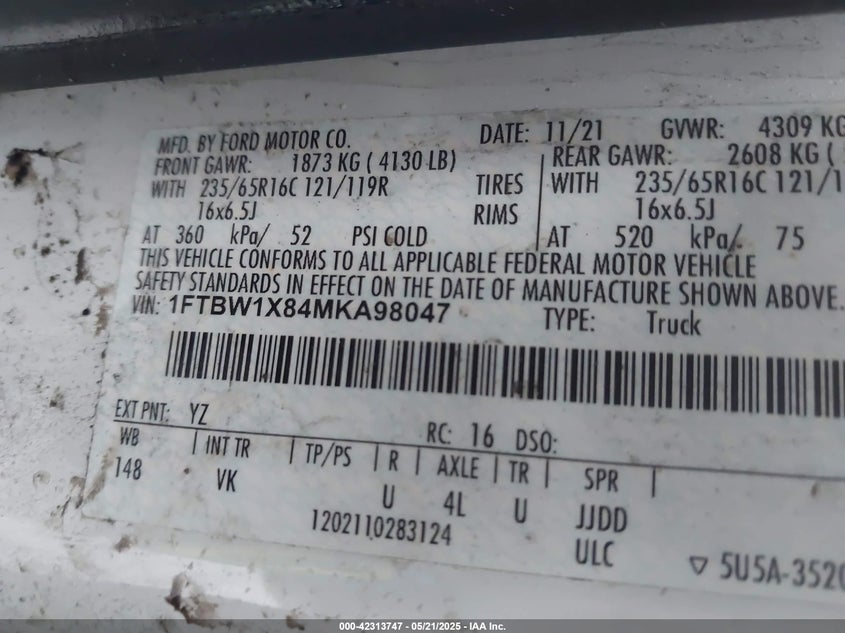 MFD. BY FORD MOTOR CO. DATE: 11/21 GVWR: 4309 KG
FRONT GAWR: 1873 KG ( 4130 LB) REAR GAWR: 2608 KG (
WITH 235/65R16C 121/119R TIRES WITH 235/65R16C 121/1
16x6.5J RIMS 16x6.5J
AT 360 kPa/ 52 PSI COLD AT 520 kPa/ 75
THIS VEHICLE CONFORMS TO ALL APPLICABLE FEDERAL MOTOR VEHICLE
SAFETY STANDARDS IN EFFECT ON THE DATE OF MANUFACTURE SHOWN ABOVE.
VIN: 1FTBW1X84MKA98047 TYPE: Truck
EXT PNT: YZ RC: 16 DSO:
WB INT TR TP/PS R AXLE TR SPR
148 VK U 4L U JJDD
1202110283124 ULC
▽ 5U5A-3520
000-42313747 - 05/21/2025 - IAA Inc.